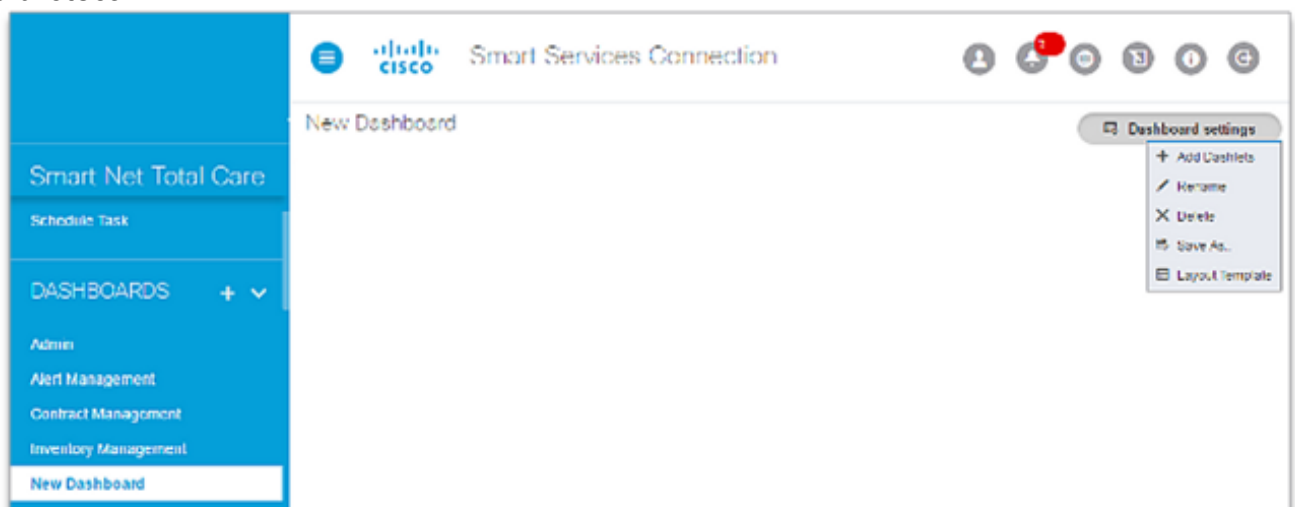 CISCO
Smart Services Connection
New Dashboard
Dashboard settings
Add Dashlets
Rename
Delete
Save As..
Layout Template
Smart Net Total Care
Schedule Task
DASHBOARDS
Admin
Alert Management
Contract Management
Inventory Management
New Dashboard